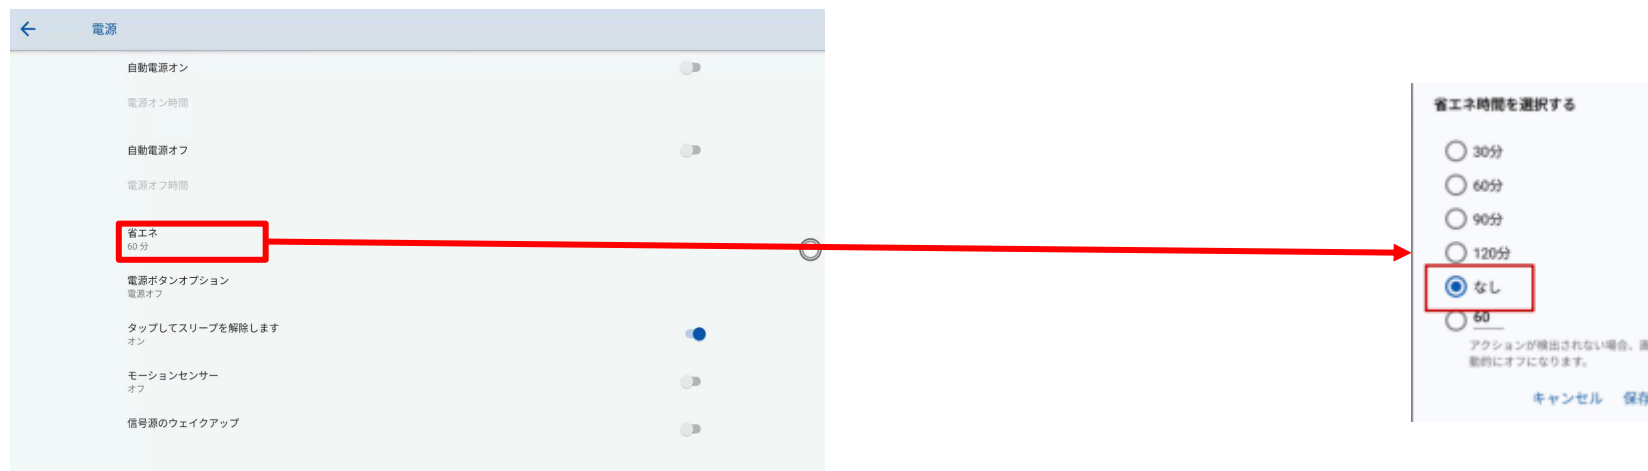 電源
自動電源オン
電源オン時間
自動電源オフ
電源オフ時間
省エネ
60 分
電源ボタンオプション
電源オフ
タップしてスリープを解除します
オン
モーションセンサー
オフ
信号源のウェイクアップ
省エネ時間を選択する
30分
60分
90分
120分
なし
60
アクションが検出されない場合、画
動的にオフになります。
キャンセル 保存